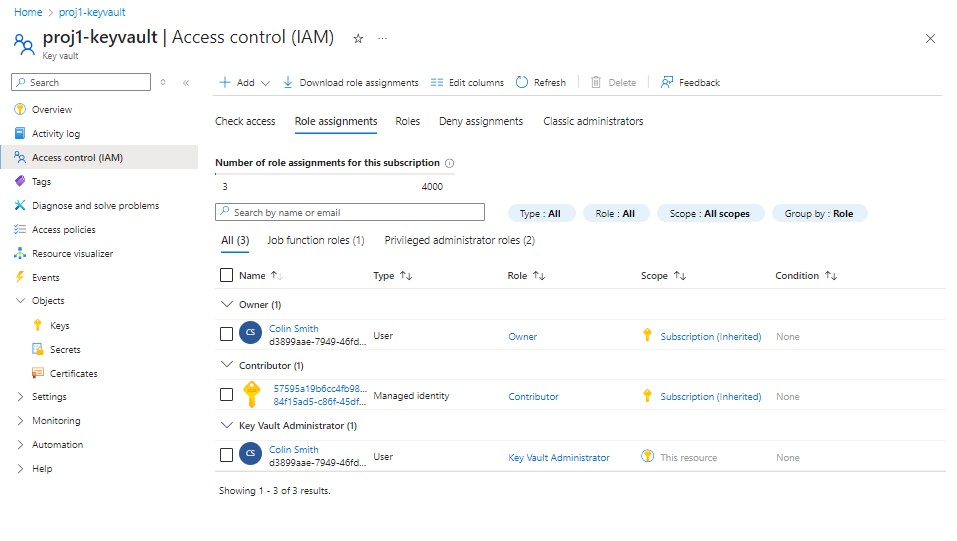 Home > proj1-keyvault
proj1-keyvault | Access control (IAM) ☆ ...
Key vault
Search
Overview
Activity log
Access control (IAM)
Tags
Diagnose and solve problems
Access policies
Resource visualizer
Events
Objects
Keys
Secrets
Certificates
Settings
Monitoring
Automation
Help
Add Download role assignments Edit columns Refresh Delete Feedback
Check access Role assignments Roles Deny assignments Classic administrators
Number of role assignments for this subscription
3 4000
Search by name or email Type : All Role : All Scope : All scopes Group by : Role
All (3) Job function roles (1) Privileged administrator roles (2)
Name Type Role Scope Condition
Owner (1)
CS Colin Smith
d3899aae-7949-46fd... User Owner Subscription (Inherited) None
Contributor (1)
57595a19b6cc4fb98...
84f15ad5-c86f-45df... Managed identity Contributor Subscription (Inherited) None
Key Vault Administrator (1)
CS Colin Smith
d3899aae-7949-46fd... User Key Vault Administrator This resource None
Showing 1 - 3 of 3 results.